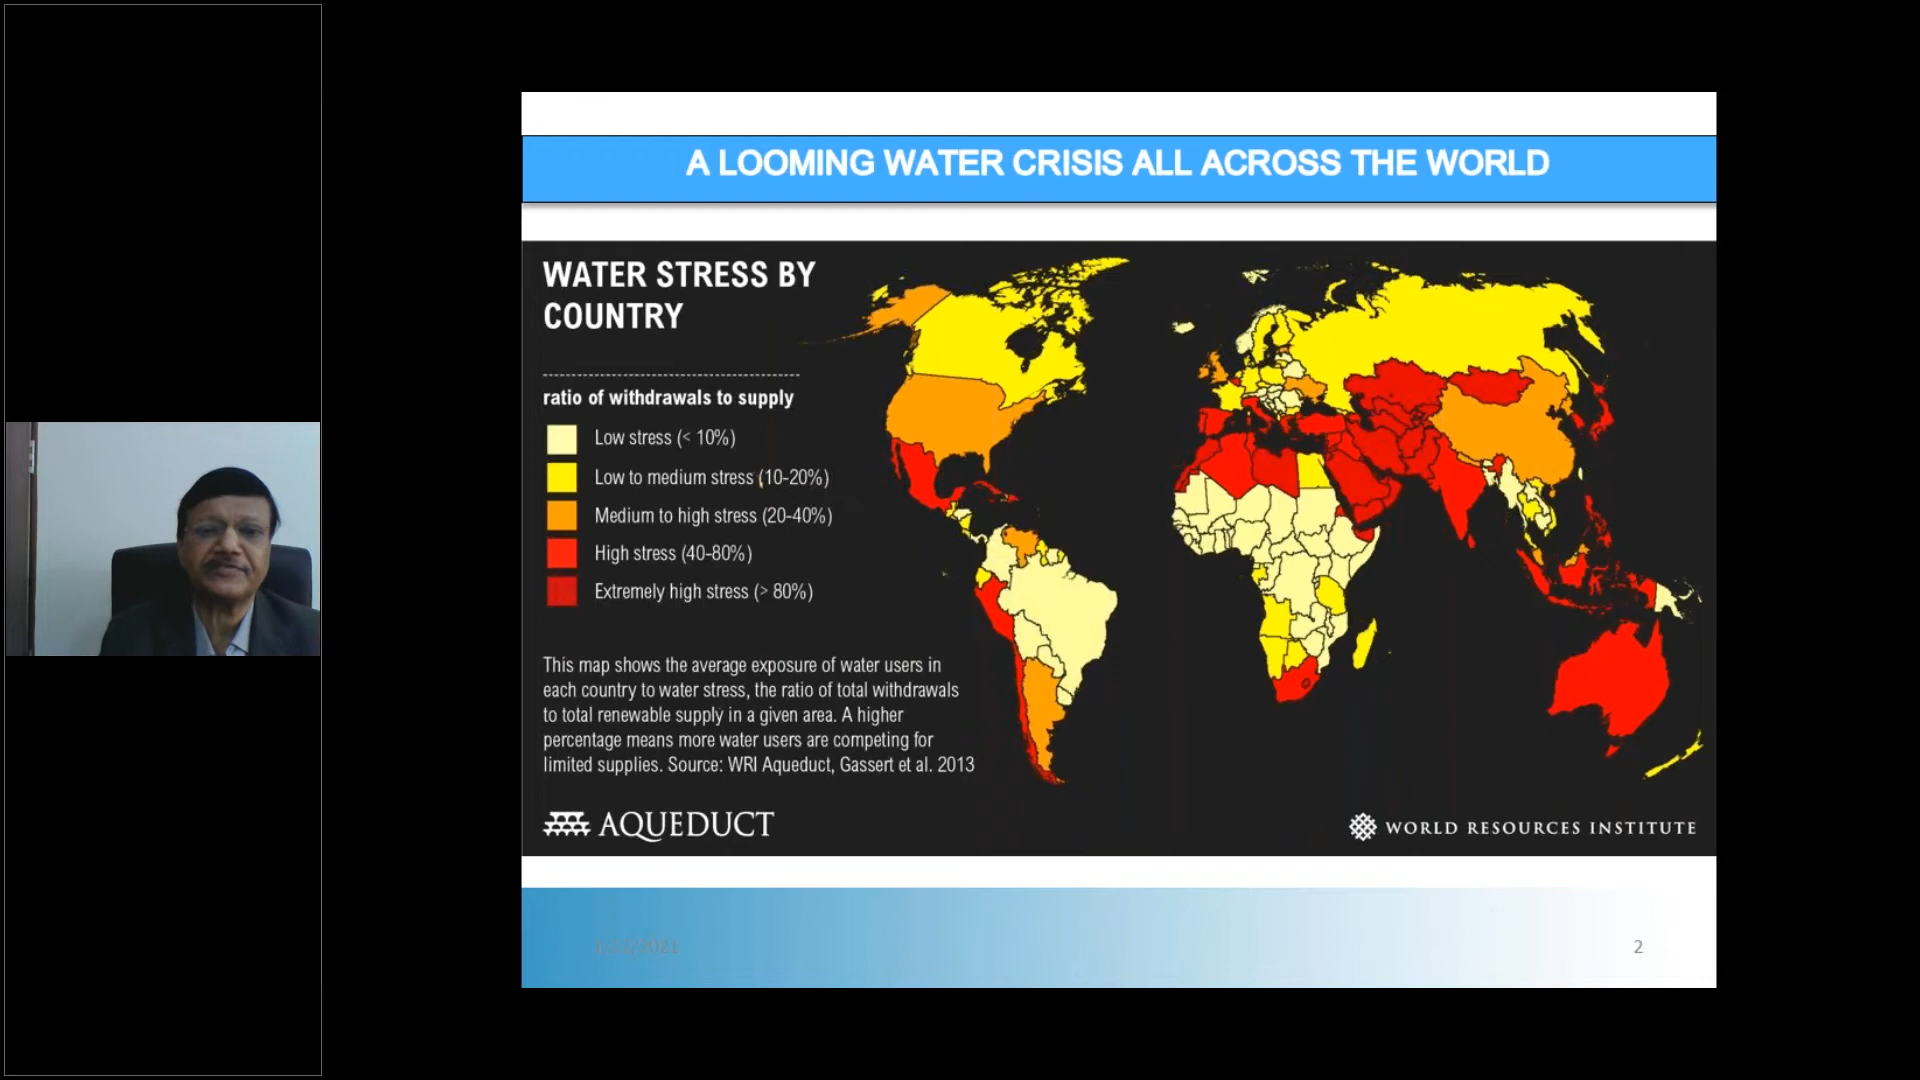 A LOOMING WATER CRISIS ALL ACROSS THE WORLD
WATER STRESS BY
COUNTRY
ratio of withdrawals to supply
Low stress (< 10%)
Low to medium stress (10-20%)
Medium to high stress (20-40%)
High stress (40-80%)
Extremely high stress (> 80%)
This map shows the average exposure of water users in
each country to water stress, the ratio of total withdrawals
to total renewable supply in a given area. A higher
percentage means more water users are competing for
limited supplies. Source: WRI Aqueduct, Gassert et al. 2013
AQUEDUCT
WORLD RESOURCES INSTITUTE
2